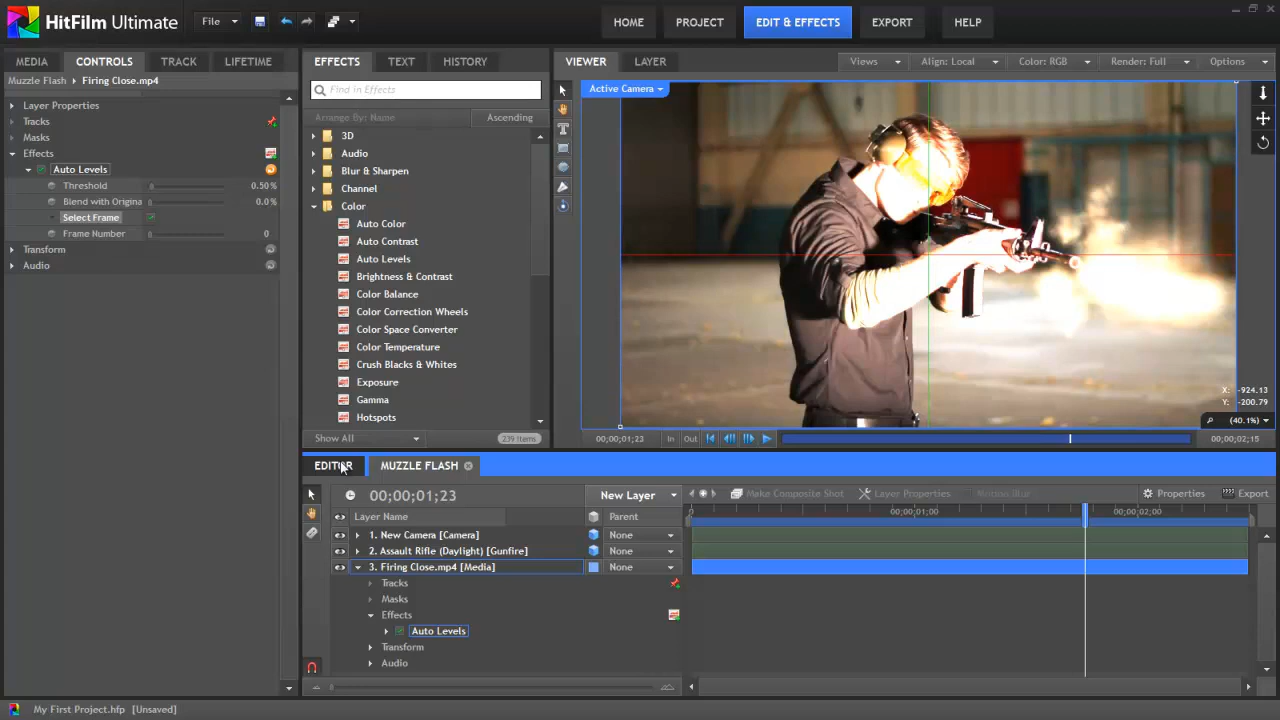 HitFilm Ultimate
File
HOME
PROJECT
EDIT & EFFECTS
EXPORT
HELP
MEDIA
CONTROLS
TRACK
LIFETIME
Muzzle Flash
Firing Close.mp4
Layer Properties
Tracks
Masks
Effects
Auto Levels
Threshold
0.50%
Blend with Origina
0.0%
Select Frame
Frame Number
0
Transform
Audio
EFFECTS
TEXT
HISTORY
Find in Effects
Arrange By: Name
Ascending
3D
Audio
Blur & Sharpen
Channel
Color
Auto Color
Auto Contrast
Auto Levels
Brightness & Contrast
Color Balance
Color Correction Wheels
Color Space Converter
Color Temperature
Crush Blacks & Whites
Exposure
Gamma
Hotspots
Show All
239 Items
VIEWER
LAYER
Views
Align: Local
Color: RGB
Render: Full
Options
Active Camera
X: -924.13
Y: -200.79
(40.1%)
00;00;01;23
In
Out
00;00;02;15
EDITOR
MUZZLE FLASH
00;00;01;23
New Layer
Make Composite Shot
Layer Properties
Motion Blur
Properties
Export
Layer Name
Parent
0
00;00;01;00
00;00;02;00
1. New Camera [Camera]
None
2. Assault Rifle (Daylight) [Gunfire]
None
3. Firing Close.mp4 [Media]
None
Tracks
Masks
Effects
Auto Levels
Transform
Audio
My First Project.hfp
[Unsaved]